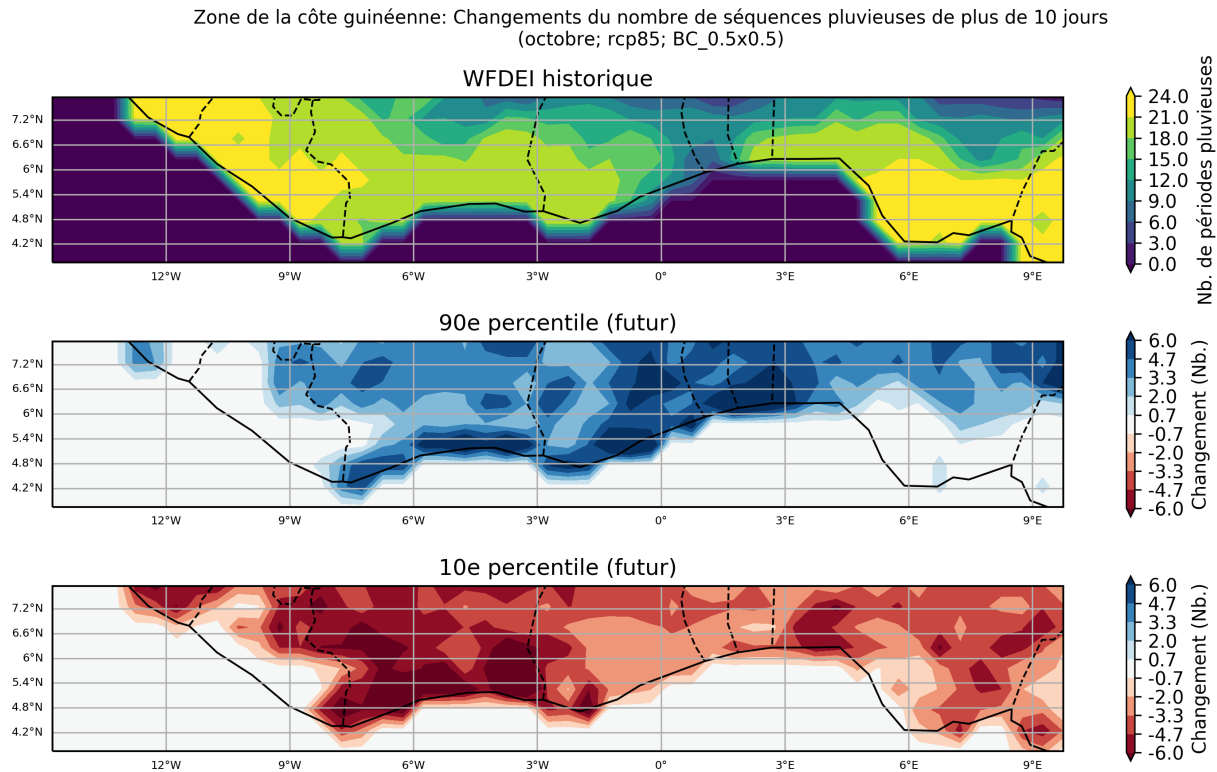 Zone de la côte guinéenne: Changements du nombre de séquences pluvieuses de plus de 10 jours
(octobre; rcp85; BC_0.5x0.5)
WFDEI historique
7.2°N
6.6°N
6°N
5.4°N
4.8°N
4.2°N
12°W 9°W 6°W 3°W 0° 3°E 6°E 9°E
24.0
21.0
18.0
15.0
12.0
9.0
6.0
3.0
0.0
Nb. de périodes pluvieuses
90e percentile (futur)
7.2°N
6.6°N
6°N
5.4°N
4.8°N
4.2°N
12°W 9°W 6°W 3°W 0° 3°E 6°E 9°E
6.0
4.7
3.3
2.0
0.7
-0.7
-2.0
-3.3
-4.7
-6.0
Changement (Nb.)
10e percentile (futur)
7.2°N
6.6°N
6°N
5.4°N
4.8°N
4.2°N
12°W 9°W 6°W 3°W 0° 3°E 6°E 9°E
6.0
4.7
3.3
2.0
0.7
-0.7
-2.0
-3.3
-4.7
-6.0
Changement (Nb.)